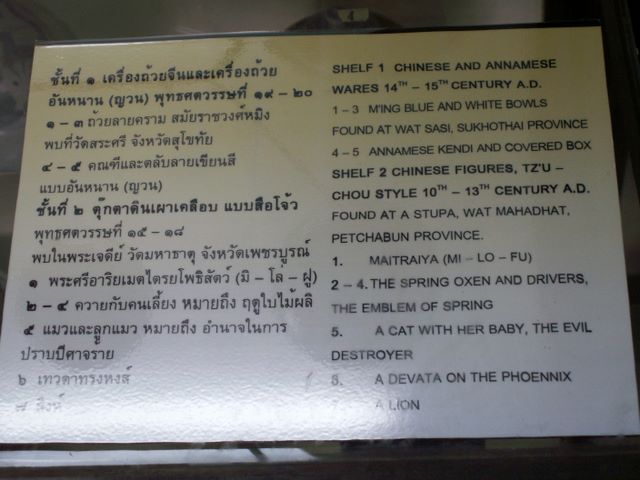 4
ชั้นที่ ๑ เครื่องถ้วยจีนและเครื่องถ้วย
อันหนาน (ญวน) พุทธศตวรรษที่ ๑๙ – ๒๐
๑ – ๓ ถ้วยลายคราม สมัยราชวงศ์หมิง
พบที่วัดสระศรี จังหวัดสุโขทัย
๔ – ๕ คณฑีและตลับลายเขียนสี
แบบอันหนาน (ญวน)
ชั้นที่ ๒ ตุ๊กตาดินเผาเคลือบ แบบสือโจ้ว
พุทธศตวรรษที่ ๑๕ – ๑๘
พบในพระเจดีย์ วัดมหาธาตุ จังหวัดเพชรบูรณ์
๑ พระศรีอาริยเมตไตรยโพธิสัตว์ (มิ – โล่ – ฝู)
๒ – ๔ ควายกับคนเลี้ยง หมายถึง ฤดูใบไม้ผลิ
๕ แมวและลูกแมว หมายถึง อำนาจในการ
ปราบปีศาจราย
๖ เทวดาทรงหงส์
๗ สิงห์
SHELF 1 CHINESE AND ANNAMESE
WARES 14TH – 15TH CENTURY A.D.
1 – 3 M'ING BLUE AND WHITE BOWLS
FOUND AT WAT SASI, SUKHOTHAI PROVINCE
4 – 5 ANNAMESE KENDI AND COVERED BOX
SHELF 2 CHINESE FIGURES, TZ'U –
CHOU STYLE 10TH – 13TH CENTURY A.D.
FOUND AT A STUPA, WAT MAHADHAT,
PETCHABUN PROVINCE.
1. MAITRAIYA (MI – LO – FU)
2 – 4. THE SPRING OXEN AND DRIVERS,
THE EMBLEM OF SPRING
5. A CAT WITH HER BABY, THE EVIL
DESTROYER
6. A DEVATA ON THE PHOENNIX
A LION